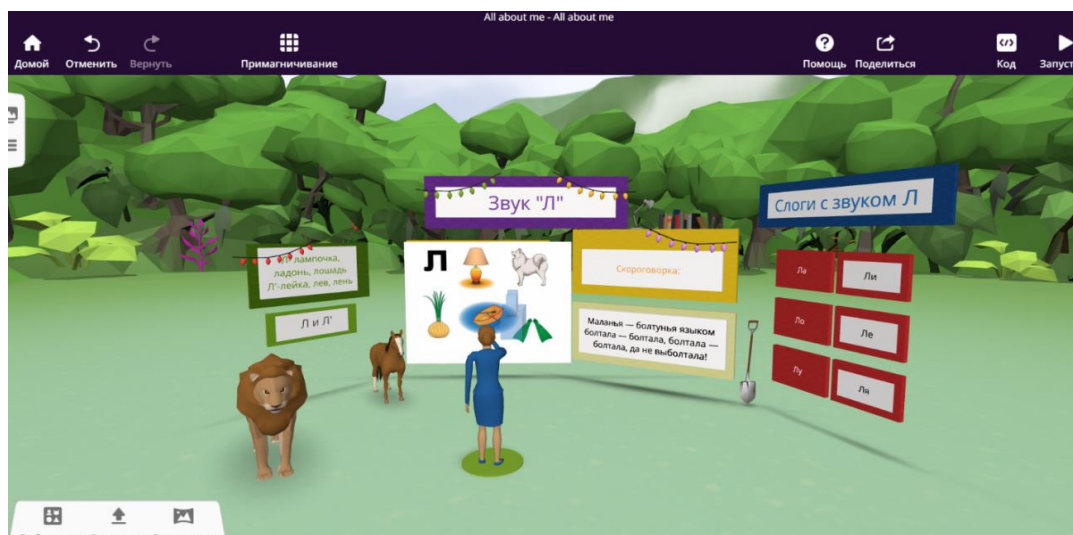 All about me - All about me
Домой
Отменить
Вернуть
Примагничивание
Помощь
Поделиться
Код
Запуст
Звук "Л"
Слоги с звуком Л
лампочка,
ладонь, лошадь
Л'-лейка, лев, лень
Л и Л'
Л
Скороговорка:
Маланья — болтунья языком
болтала — болтала, болтала —
болтала, да не выболтала!
Ла
Ли
Ло
Ле
Лу
Ля